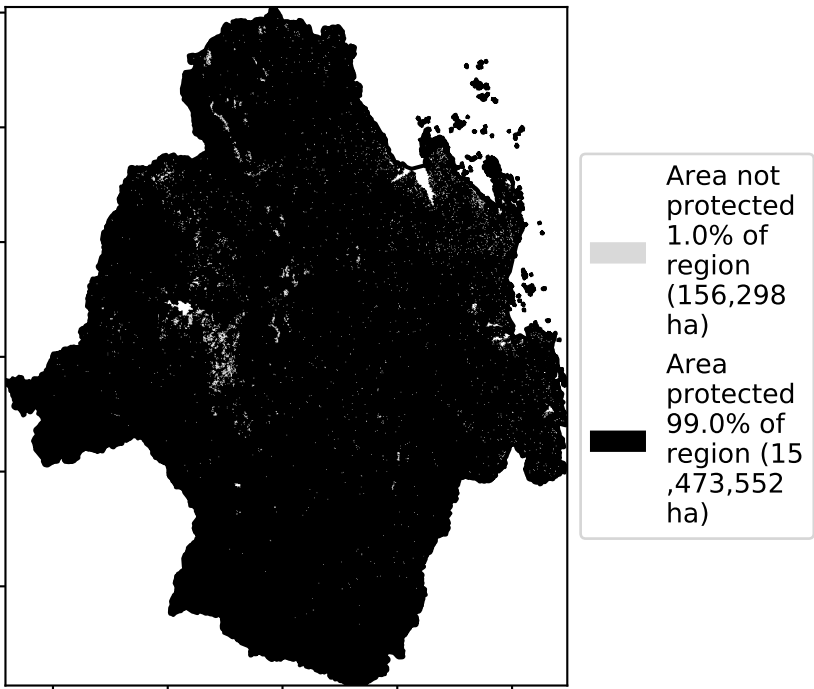 Area not
protected
1.0% of
region
(156,298
ha)
Area
protected
99.0% of
region (15
,473,552
ha)